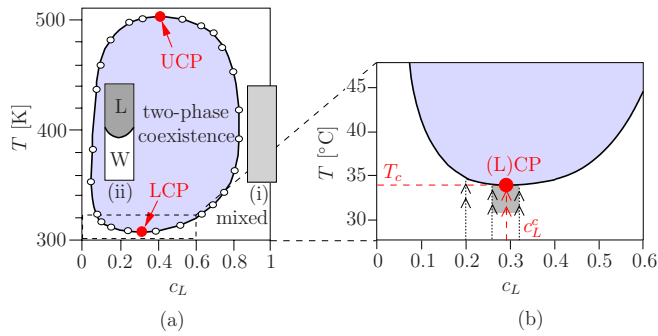 500
400
300
T [K]
UCP
L
W
(ii)
two-phase
coexistence
LCP
(i)
mixed
0
0.2
0.4
0.6
0.8
1
c_L
(a)
45
40
35
30
T [°C]
T_c
(L)CP
c_L^c
0
0.1
0.2
0.3
0.4
0.5
0.6
c_L
(b)